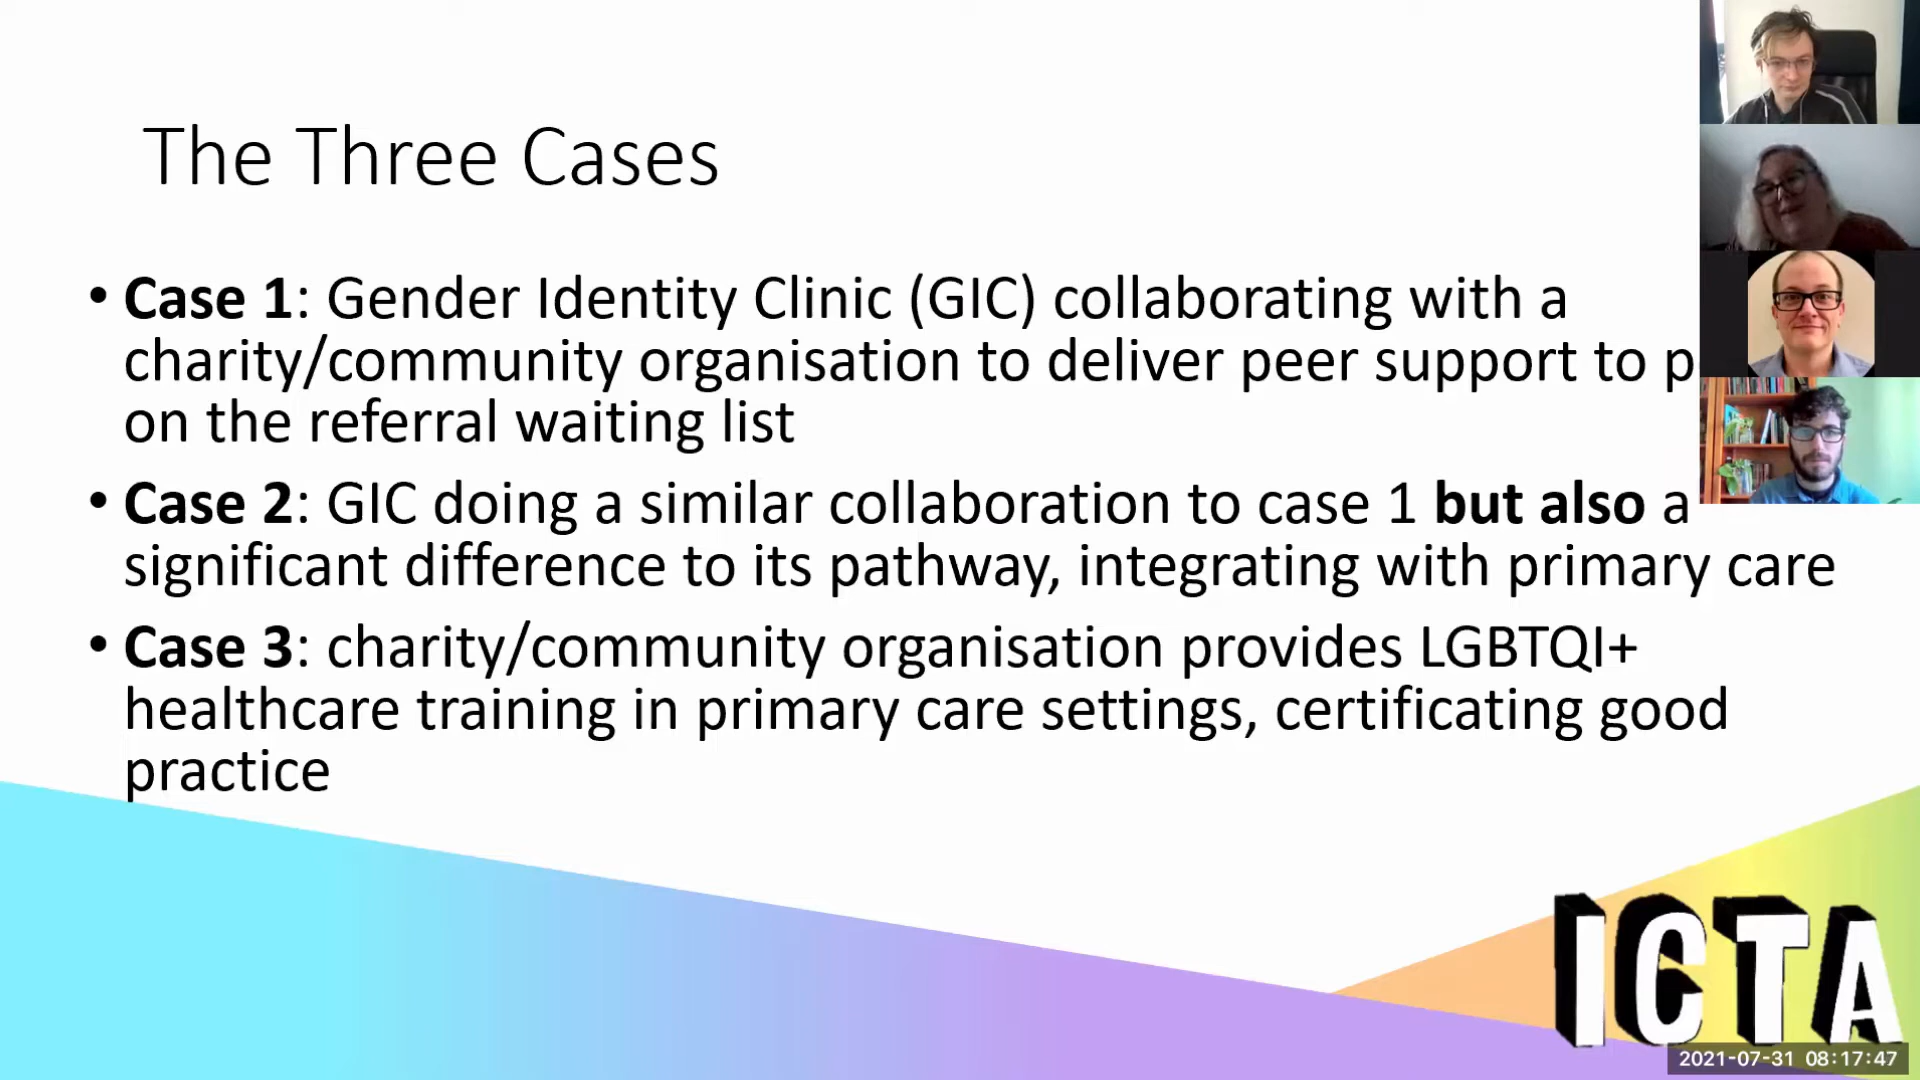 The Three Cases
• Case 1: Gender Identity Clinic (GIC) collaborating with a
charity/community organisation to deliver peer support to p
on the referral waiting list
• Case 2: GIC doing a similar collaboration to case 1 but also a
significant difference to its pathway, integrating with primary care
• Case 3: charity/community organisation provides LGBTQI+
healthcare training in primary care settings, certificating good
practice
ICTA
2021-07-31 08:17:47